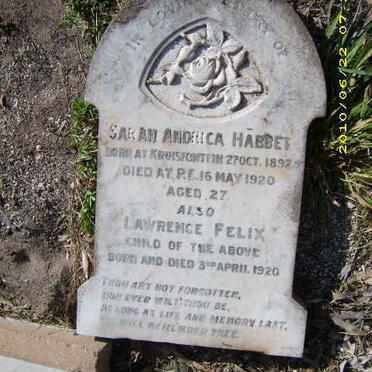 IN LOVING MEMORY OF
SARAH ANDRICA HABBET
BORN AT KRUISFONTEIN 27 OCT. 1892
DIED AT P.E. 16 MAY 1920
AGED 27
ALSO
LAWRENCE FELIX
CHILD OF THE ABOVE
BORN AND DIED 3RD APRIL 1920
THOU ART NOT FORGOTTEN,
NOR EVER WILT THOU BE,
AS LONG AS LIFE AND MEMORY LAST,
WE WILL REMEMBER THEE.
2010/06/22 07: